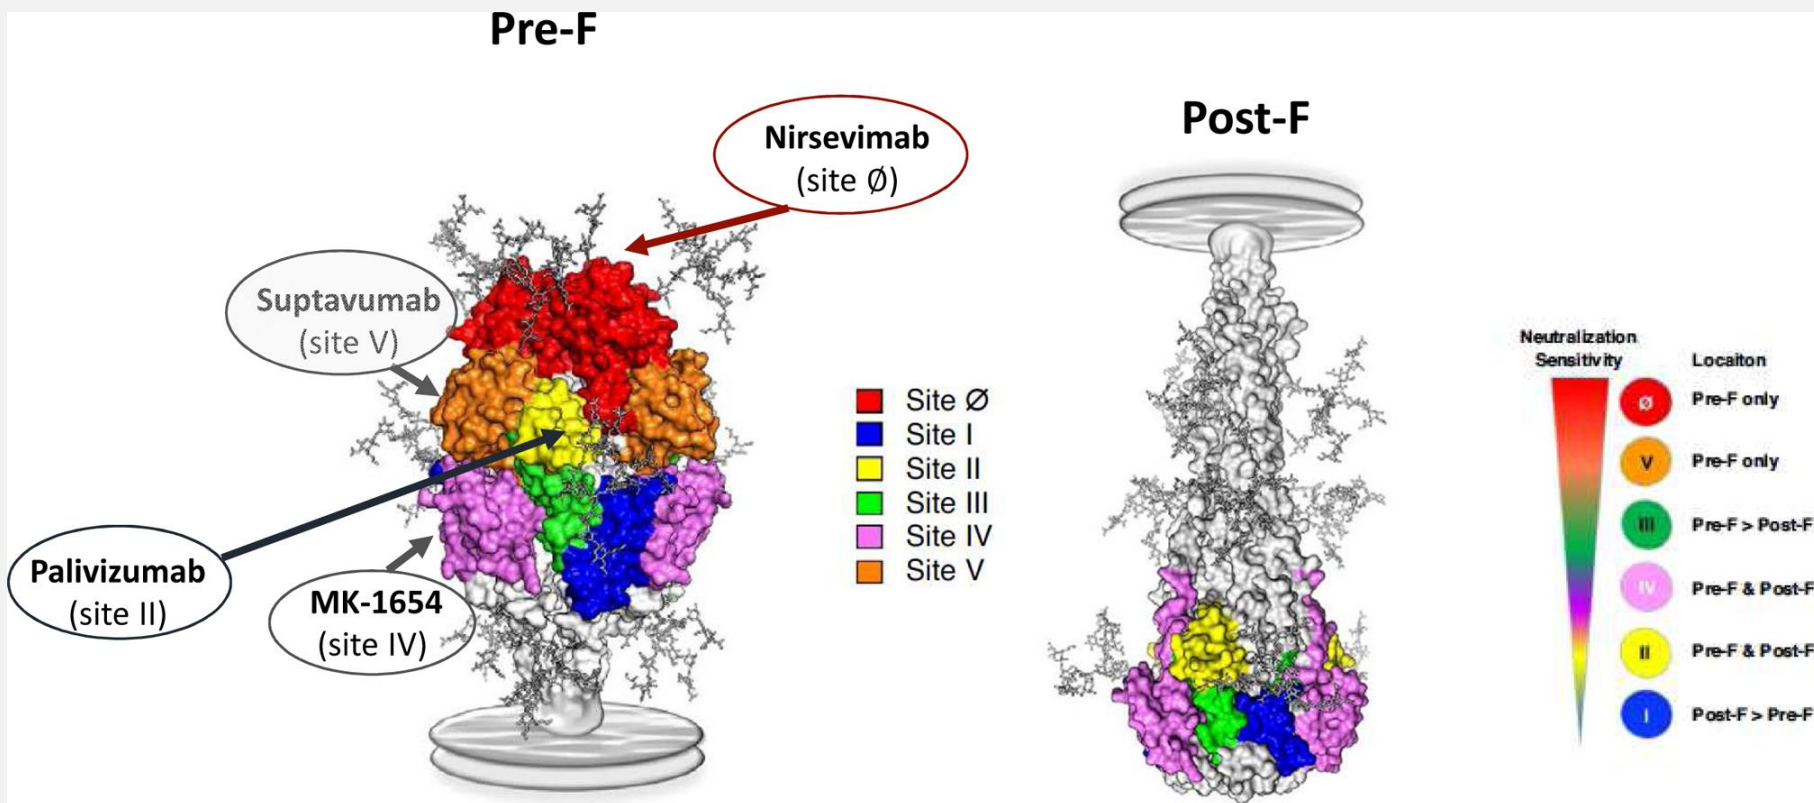 Pre-F
Post-F
Nirsevimab
(site Ø)
Suptavumab
(site V)
Palivizumab
(site II)
MK-1654
(site IV)
Site Ø
Site I
Site II
Site III
Site IV
Site V
Neutralization
Sensitivity
Locaiton
Ø
Pre-F only
V
Pre-F only
III
Pre-F > Post-F
IV
Pre-F & Post-F
II
Pre-F & Post-F
I
Post-F > Pre-F